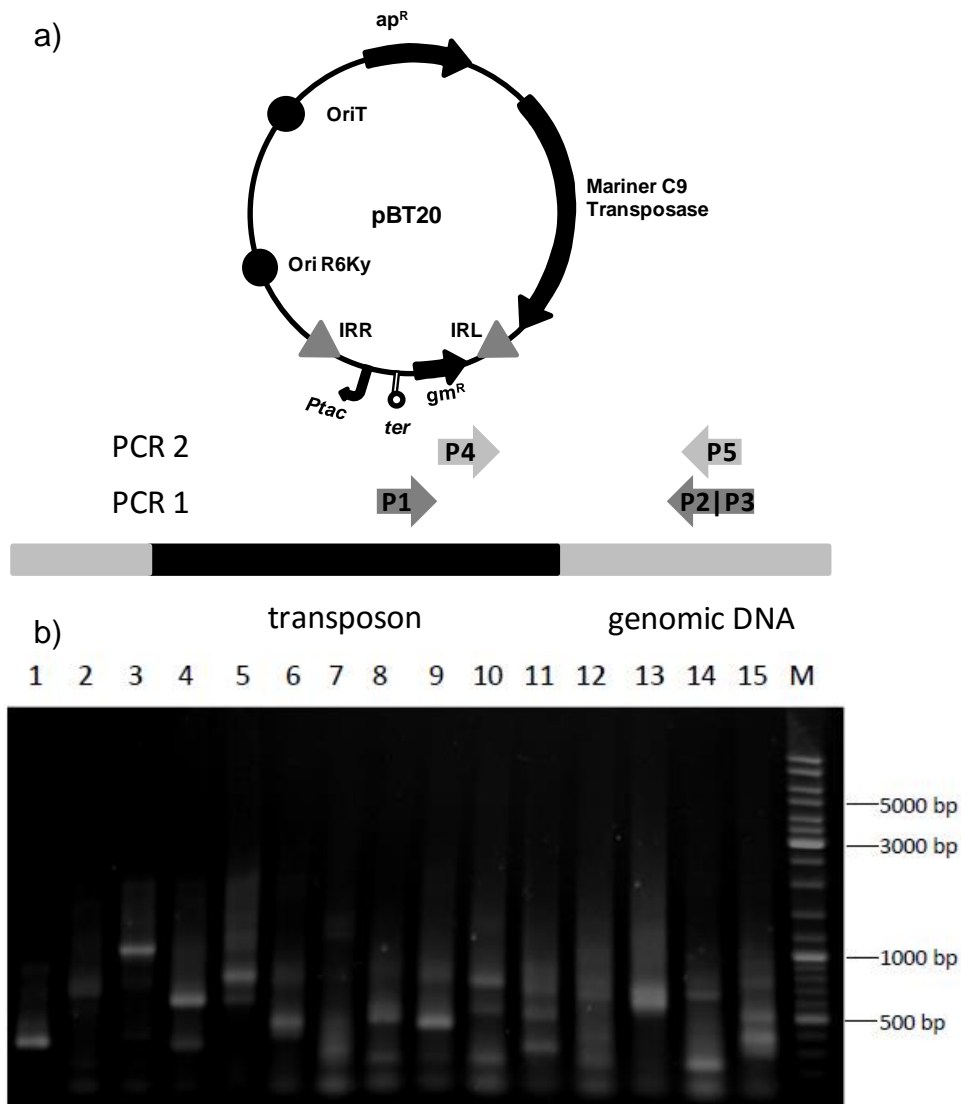 a)
apᴿ
OriT
Mariner C9
Transposase
pBT20
Ori R6Ky
IRR
IRL
Ptac
ter
gmᴿ
PCR 2
P4
P5
PCR 1
P1
P2|P3
transposon
genomic DNA
b)
1 2 3 4 5 6 7 8 9 10 11 12 13 14 15 M
5000 bp
3000 bp
1000 bp
500 bp